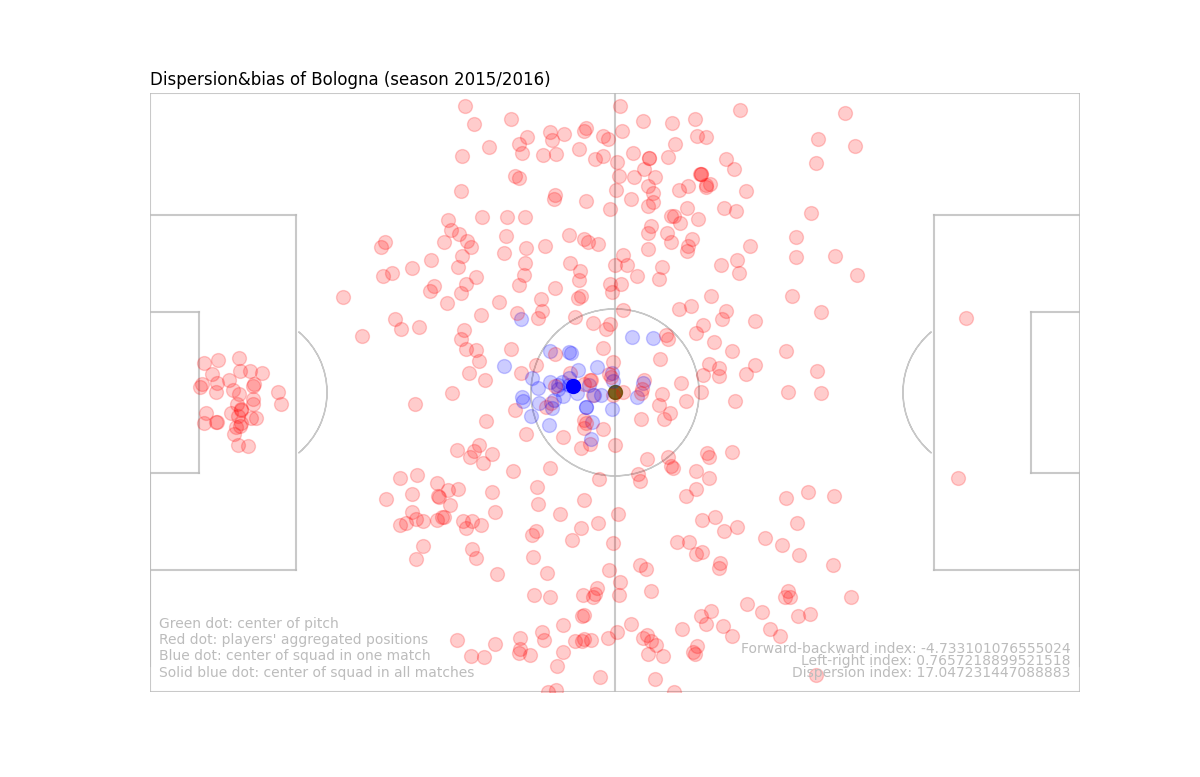 Dispersion&bias of Bologna (season 2015/2016)
Green dot: center of pitch
Red dot: players' aggregated positions
Blue dot: center of squad in one match
Solid blue dot: center of squad in all matches
Forward-backward index: -4.733101076555024
Left-right index: 0.7657218899521518
Dispersion index: 17.047231447088883